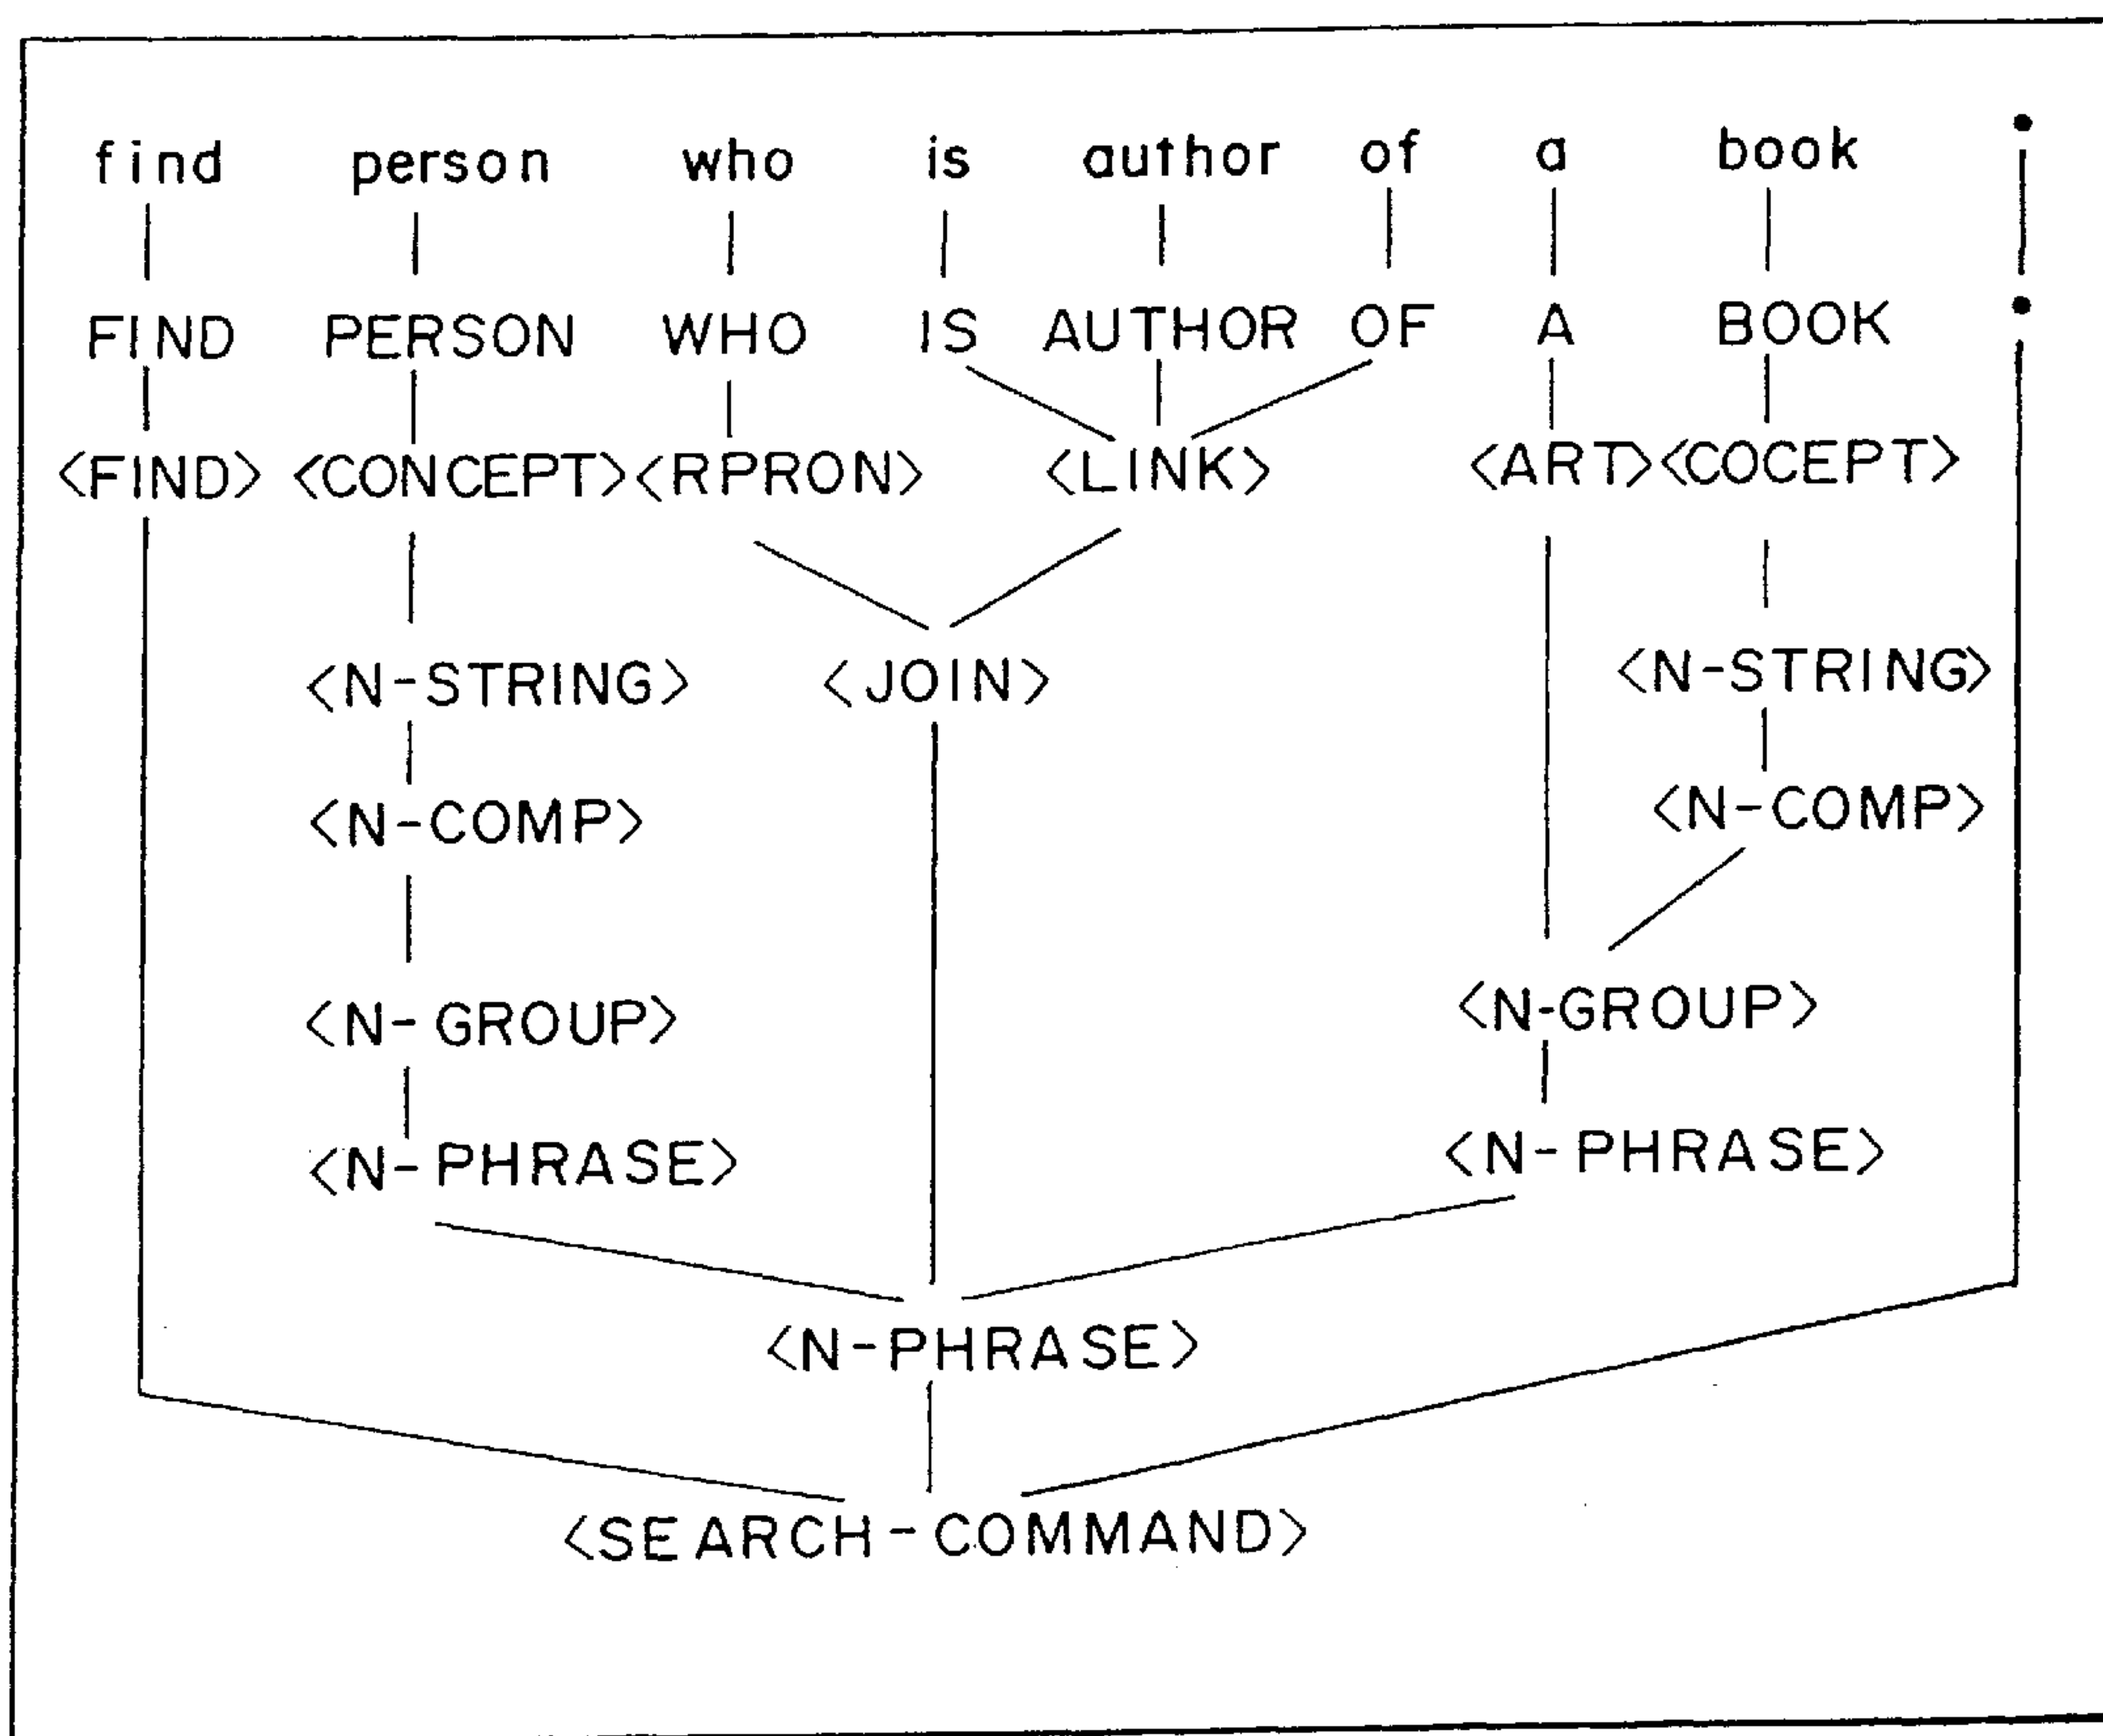 find person who is author of a book .
FIND PERSON WHO IS AUTHOR OF A BOOK .
<FIND> <CONCEPT> <RPRON> <LINK> <ART> <COCEPT>
<N-STRING> <JOIN> <N-STRING>
<N-COMP> <N-COMP>
<N-GROUP> <N-GROUP>
<N-PHRASE> <N-PHRASE>
<N-PHRASE>
<SEARCH-COMMAND>